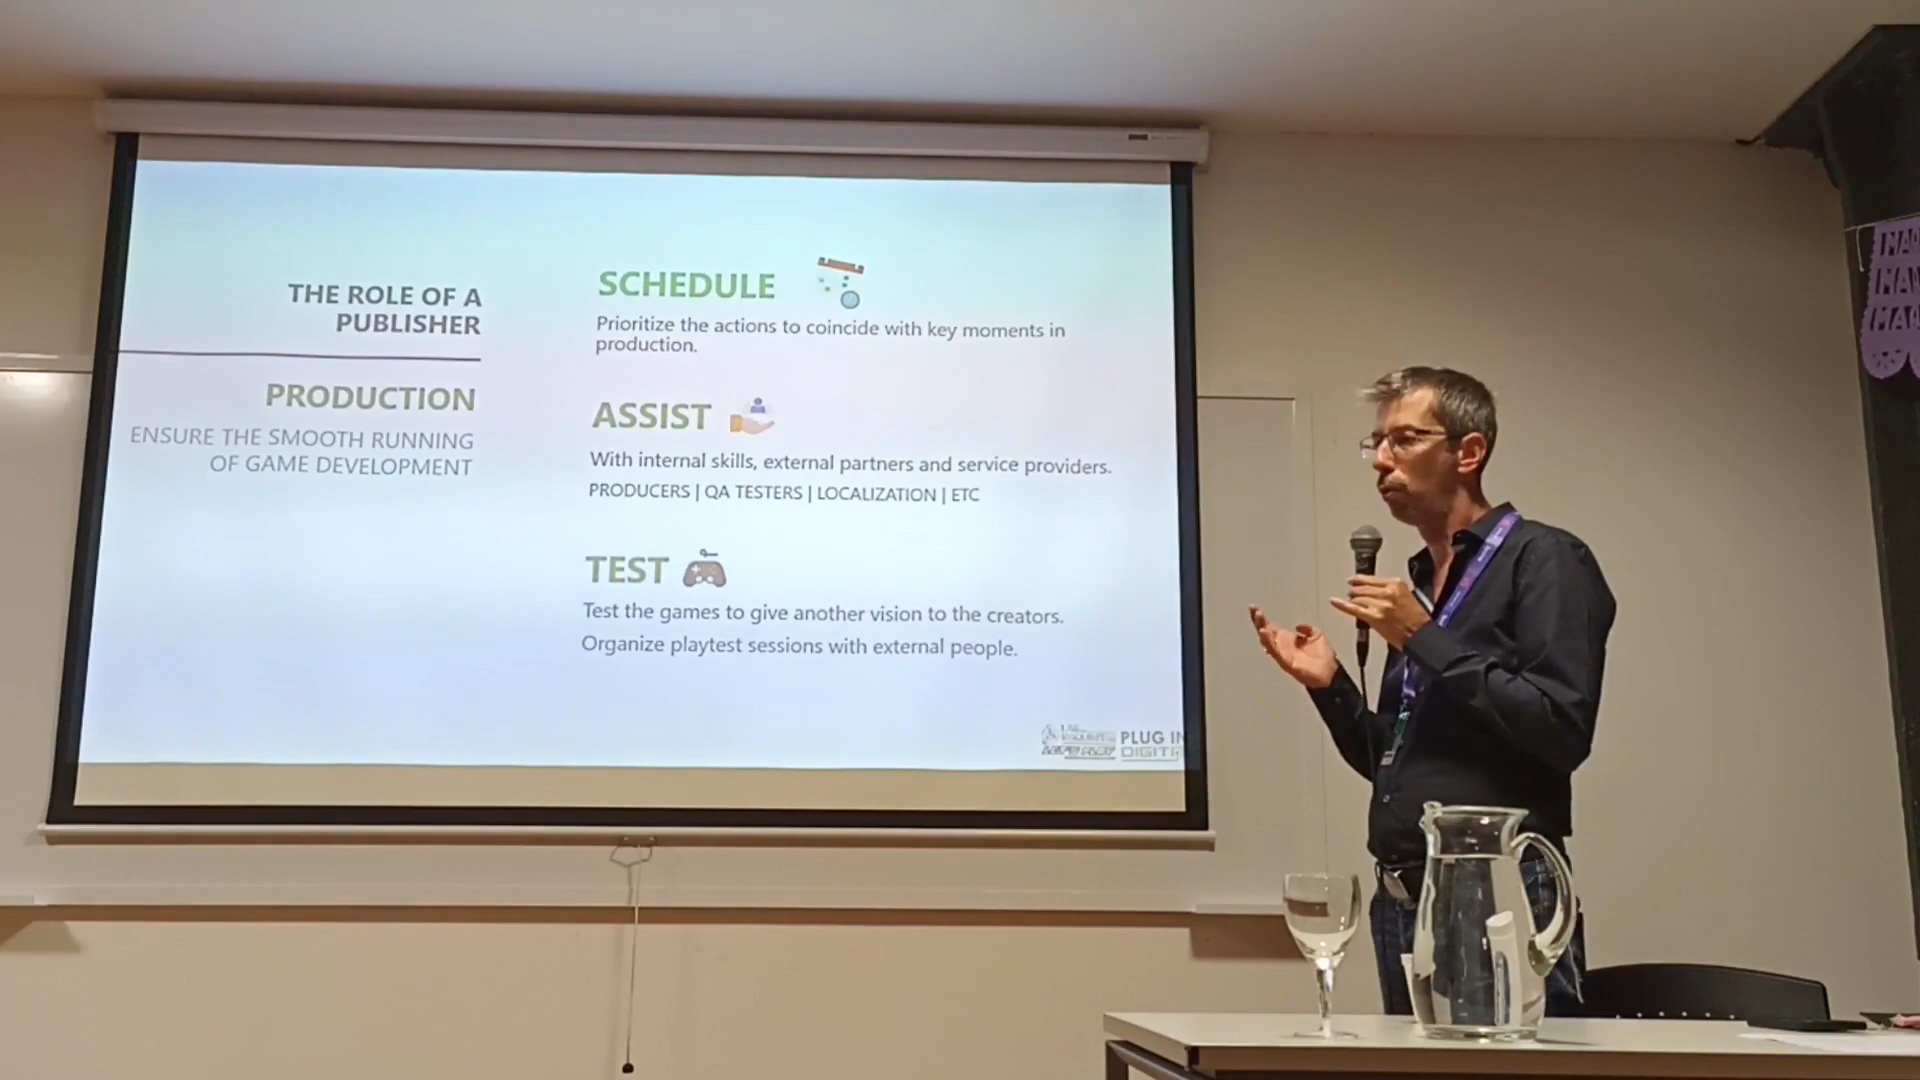 THE ROLE OF A
PUBLISHER
PRODUCTION
ENSURE THE SMOOTH RUNNING
OF GAME DEVELOPMENT
SCHEDULE
Prioritize the actions to coincide with key moments in
production.
ASSIST
With internal skills, external partners and service providers.
PRODUCERS | QA TESTERS | LOCALIZATION | ETC
TEST
Test the games to give another vision to the creators.
Organize playtest sessions with external people.
PLUG IN
DIGIT